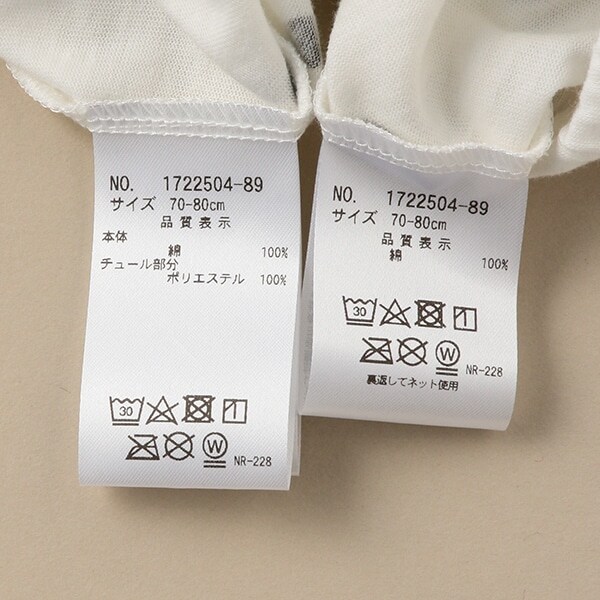 NO. 1722504-89
サイズ 70-80cm
品質表示
本体
綿 100%
チュール部分
ポリエステル 100%
30
W
NR-228
NO. 1722504-89
サイズ 70-80cm
品質表示
綿 100%
30
W
NR-228
裏返してネット使用